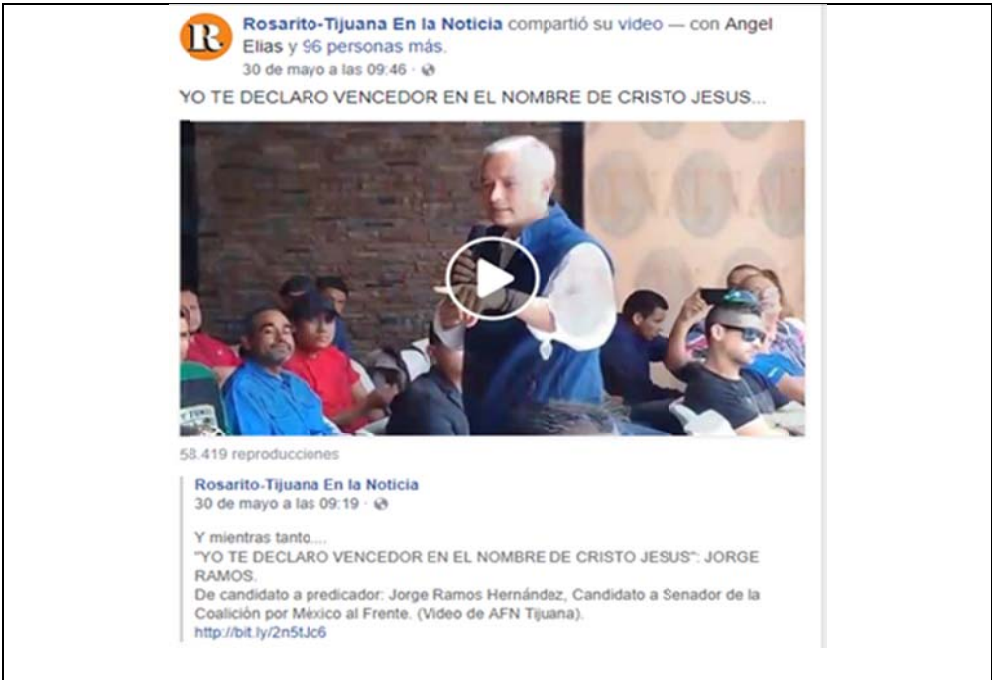 R
Rosarito-Tijuana En la Noticia compartió su video — con Angel
Elias y 96 personas más.
30 de mayo a las 09:46 ·
YO TE DECLARO VENCEDOR EN EL NOMBRE DE CRISTO JESUS...
58.419 reproducciones
Rosarito-Tijuana En la Noticia
30 de mayo a las 09:19 ·
Y mientras tanto....
"YO TE DECLARO VENCEDOR EN EL NOMBRE DE CRISTO JESUS": JORGE
RAMOS.
De candidato a predicador: Jorge Ramos Hernández, Candidato a Senador de la
Coalición por México al Frente. (Video de AFN Tijuana).
http://bit.ly/2n5tJc6